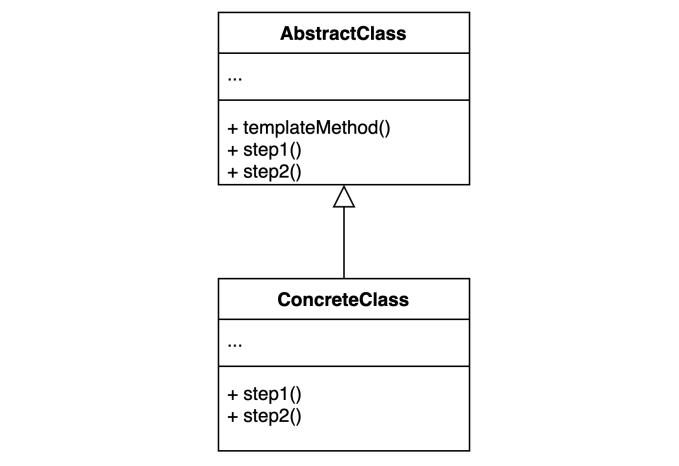 AbstractClass
...
+ templateMethod()
+ step1()
+ step2()
ConcreteClass
...
+ step1()
+ step2()